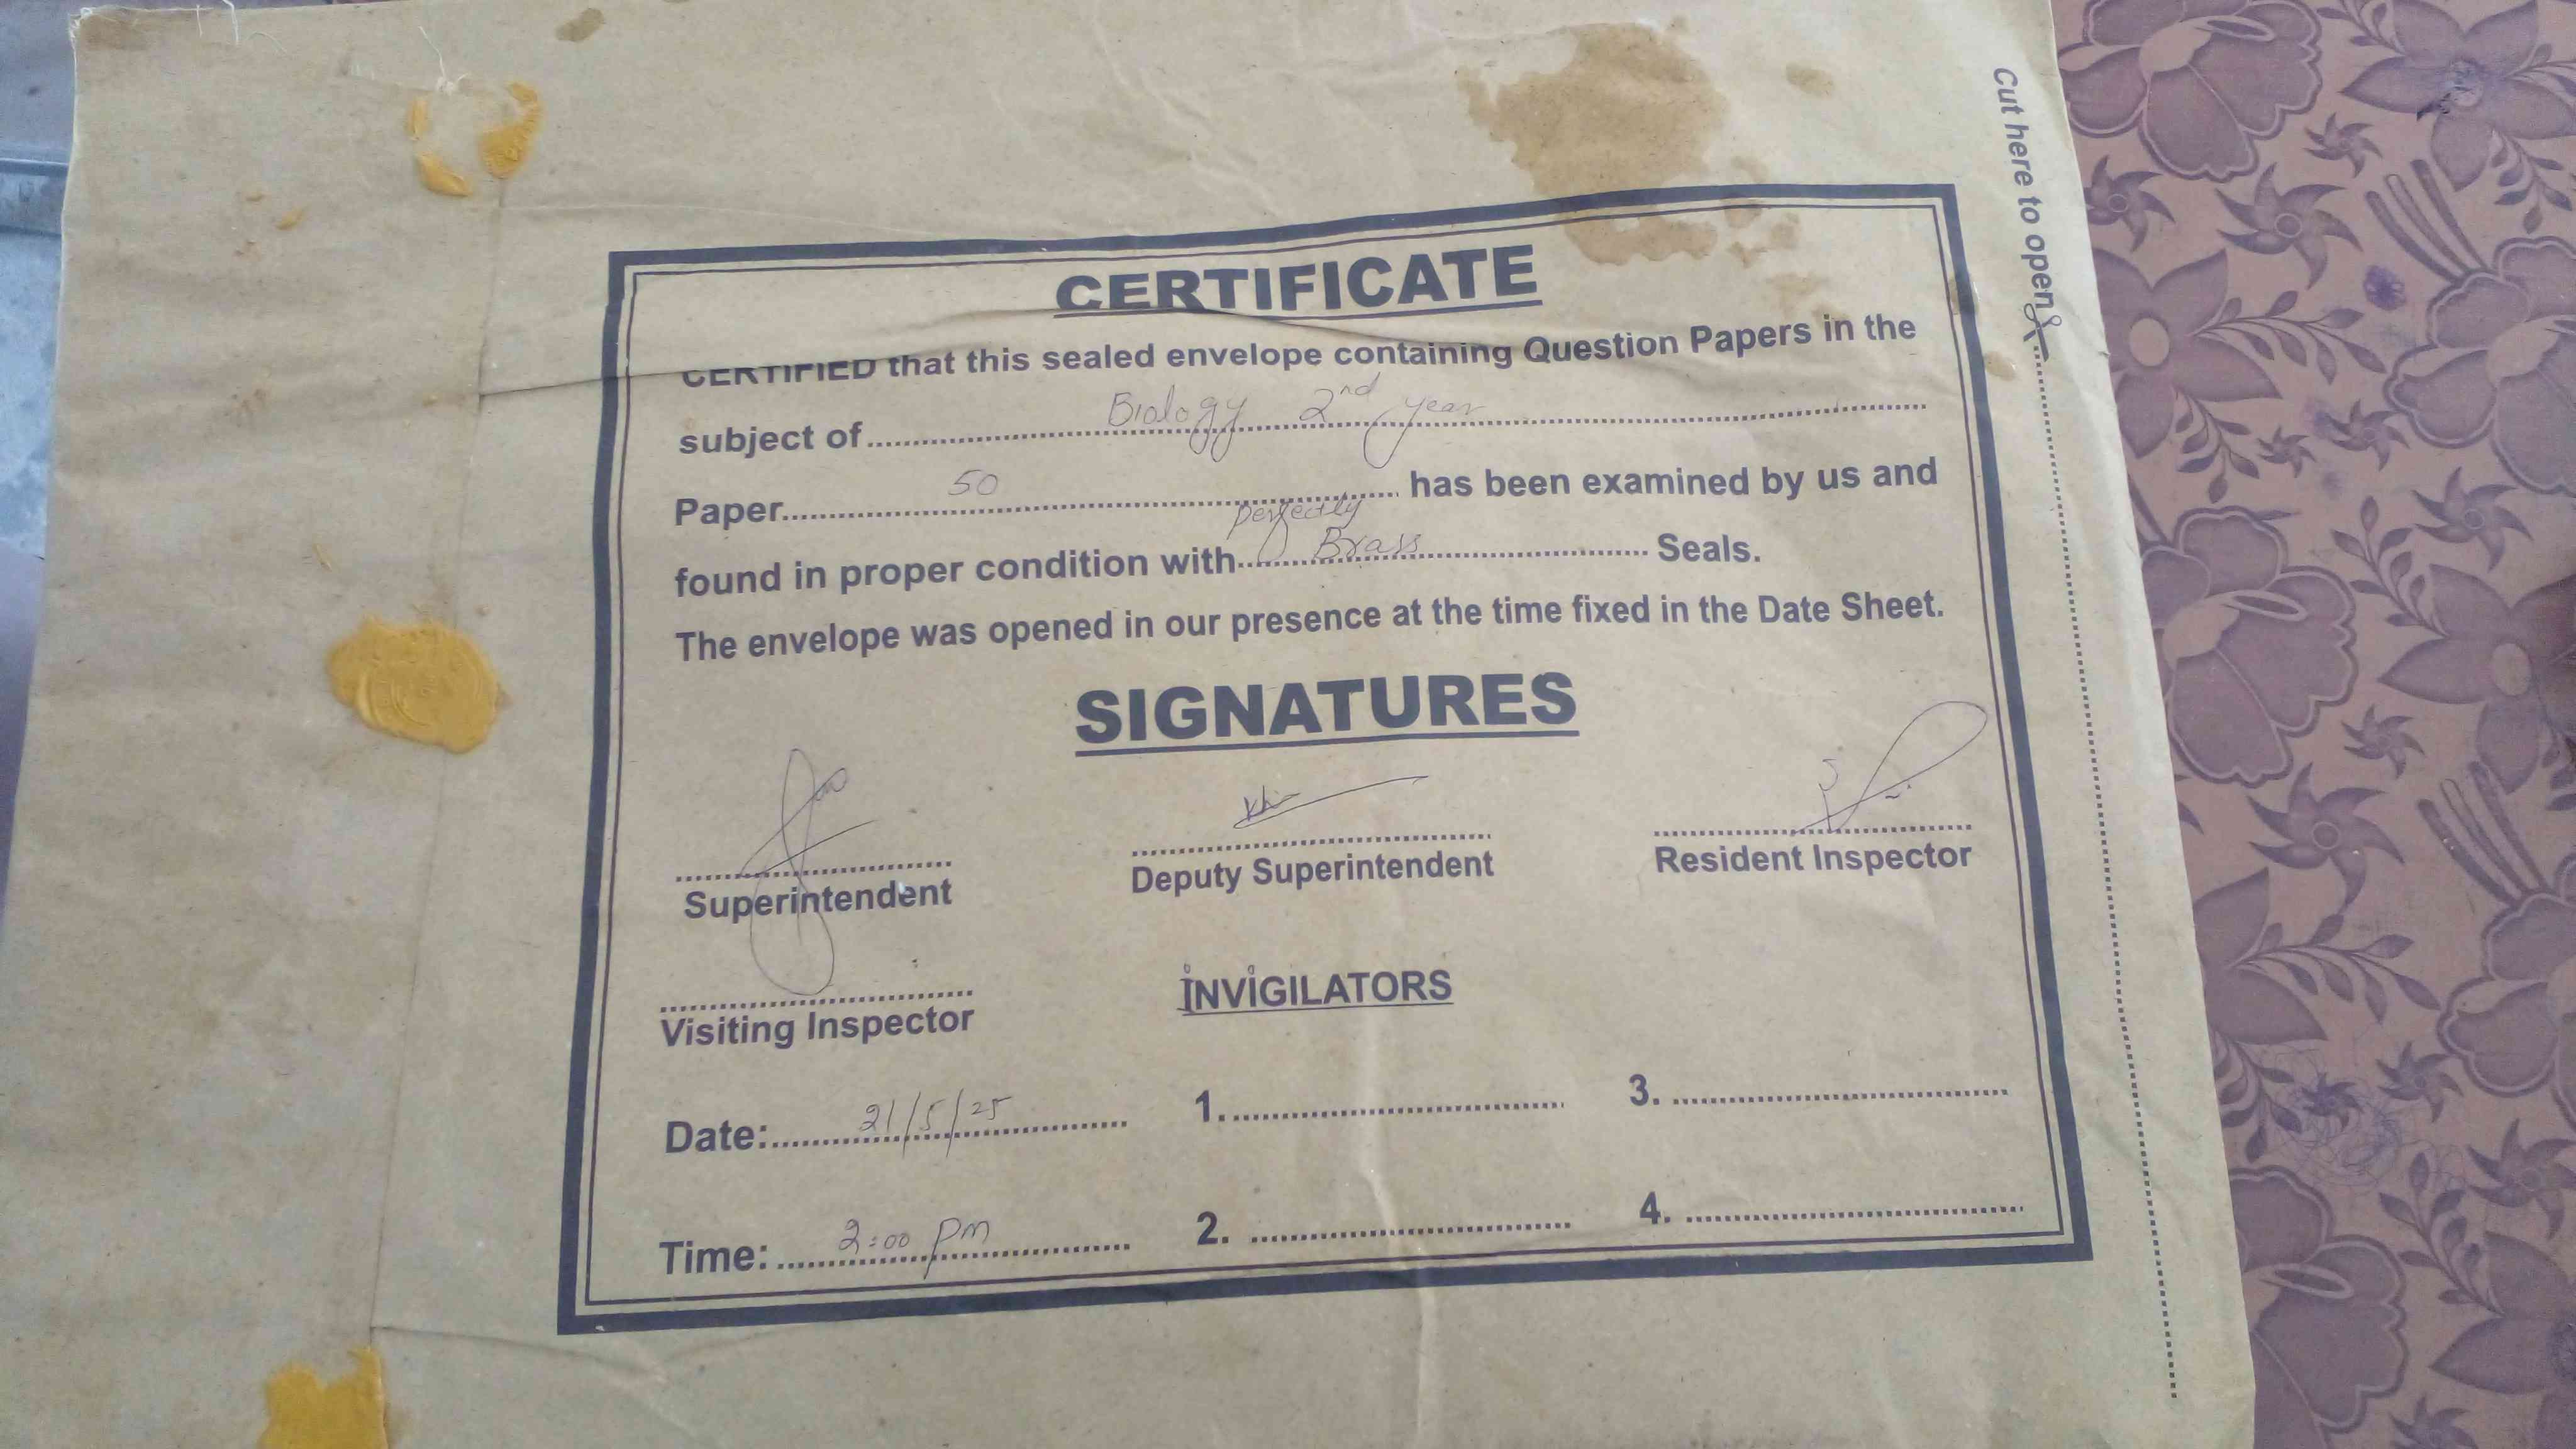 Cut here to open
CERTIFICATE
CERTIFIED that this sealed envelope containing Question Papers in the
subject of Biology 2nd year
Paper 50 has been examined by us and
found in proper condition with perfectly Brass Seals.
The envelope was opened in our presence at the time fixed in the Date Sheet.
SIGNATURES
Superintendent Deputy Superintendent Resident Inspector
Visiting Inspector
INVIGILATORS
Date: 21/5/25 1. 3.
Time: 2:00 pm 2. 4.